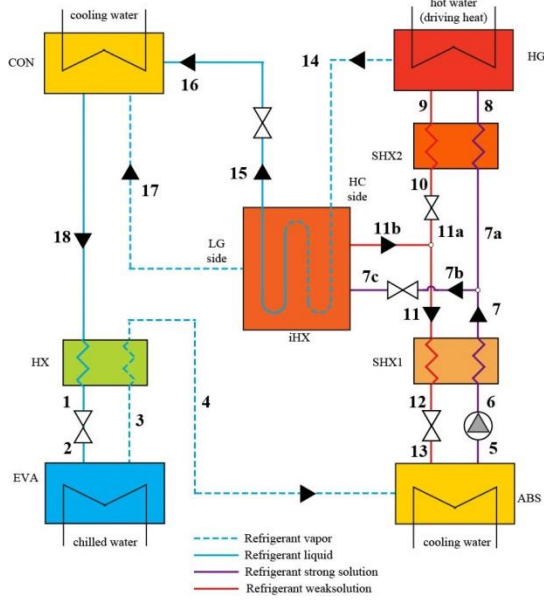 cooling water
hot water
(driving heat)
CON
HG
16
14
9
8
SHX2
15
10
17
HC
side
11a
7a
11b
18
LG
side
7c
7b
iHX
11
7
HX
SHX1
1
3
4
12
6
2
13
5
EVA
ABS
chilled water
cooling water
Refrigerant vapor
Refrigerant liquid
Refrigerant strong solution
Refrigerant weaksolution